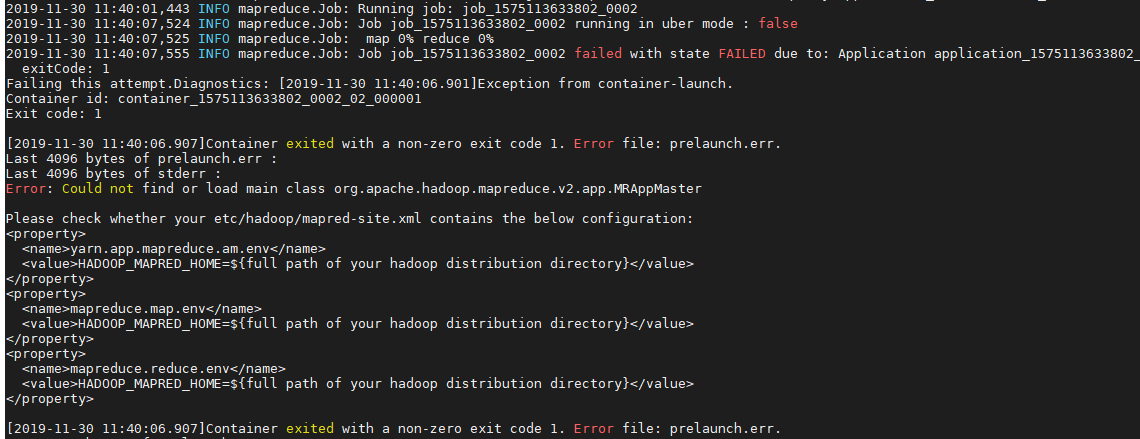 2019-11-30 11:40:01,443 INFO mapreduce.Job: Running job: job_1575113633802_0002
2019-11-30 11:40:07,524 INFO mapreduce.Job: Job job_1575113633802_0002 running in uber mode : false
2019-11-30 11:40:07,525 INFO mapreduce.Job:  map 0% reduce 0%
2019-11-30 11:40:07,555 INFO mapreduce.Job: Job job_1575113633802_0002 failed with state FAILED due to: Application application_1575113633802_
  exitCode: 1
Failing this attempt.Diagnostics: [2019-11-30 11:40:06.901]Exception from container-launch.
Container id: container_1575113633802_0002_02_000001
Exit code: 1
[2019-11-30 11:40:06.907]Container exited with a non-zero exit code 1. Error file: prelaunch.err.
Last 4096 bytes of prelaunch.err :
Last 4096 bytes of stderr :
Error: Could not find or load main class org.apache.hadoop.mapreduce.v2.app.MRAppMaster
Please check whether your etc/hadoop/mapred-site.xml contains the below configuration:
<property>
  <name>yarn.app.mapreduce.am.env</name>
  <value>HADOOP_MAPRED_HOME=${full path of your hadoop distribution directory}</value>
</property>
<property>
  <name>mapreduce.map.env</name>
  <value>HADOOP_MAPRED_HOME=${full path of your hadoop distribution directory}</value>
</property>
<property>
  <name>mapreduce.reduce.env</name>
  <value>HADOOP_MAPRED_HOME=${full path of your hadoop distribution directory}</value>
</property>
[2019-11-30 11:40:06.907]Container exited with a non-zero exit code 1. Error file: prelaunch.err.